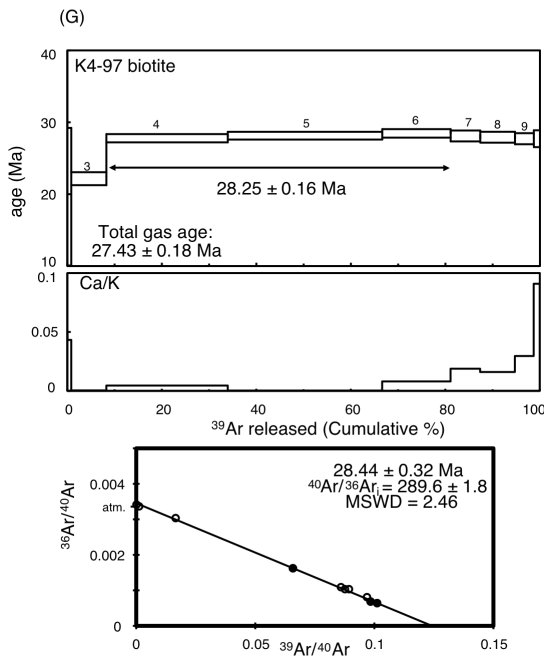 (G)
40
K4-97 biotite
30
20
10
age (Ma)
3
4
5
6
7
8
9
28.25 ± 0.16 Ma
Total gas age:
27.43 ± 0.18 Ma
0.1
Ca/K
0.05
0
0 20 40 60 80 100
³⁹Ar released (Cumulative %)
28.44 ± 0.32 Ma
⁴⁰Ar/³⁶Arᵢ = 289.6 ± 1.8
MSWD = 2.46
0.004
atm.
0.002
0
³⁶Ar/⁴⁰Ar
0 0.05 0.1 0.15
³⁹Ar/⁴⁰Ar